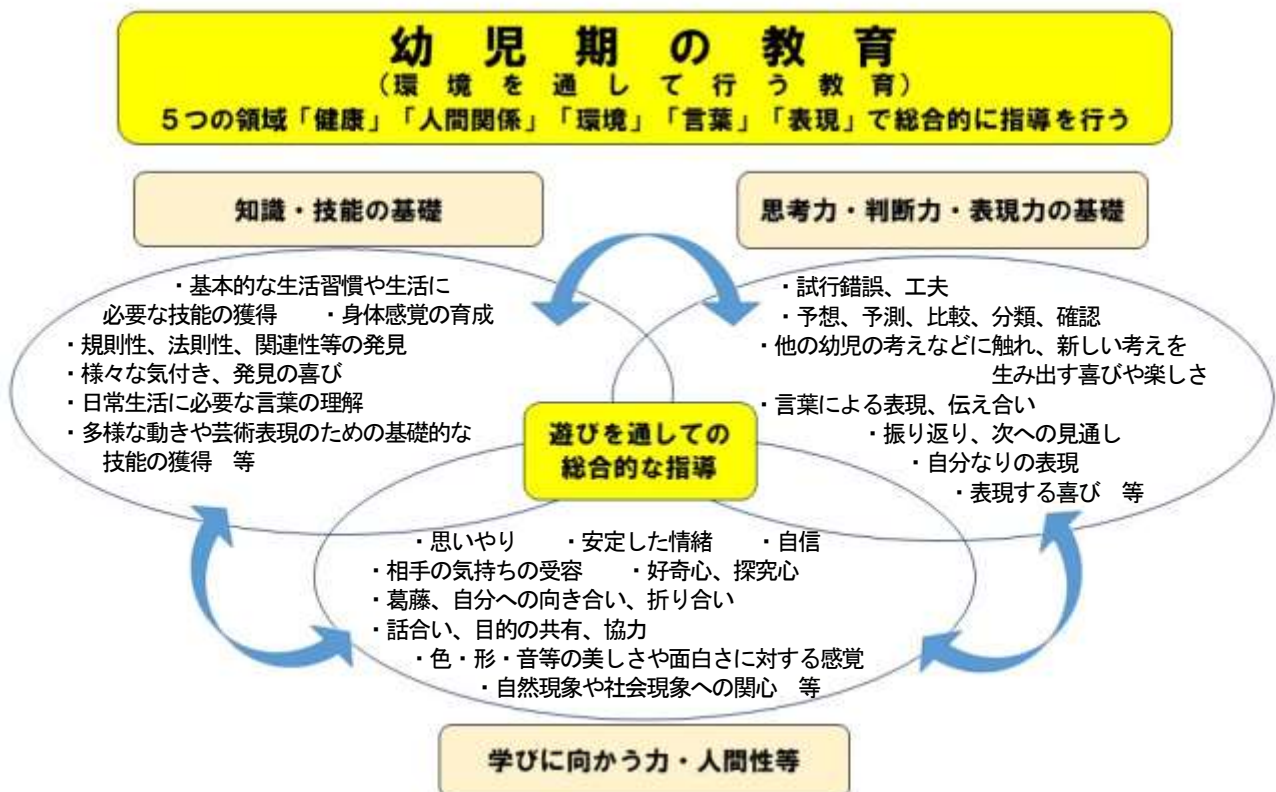 幼児期の教育
（環境を通して行う教育）
５つの領域「健康」「人間関係」「環境」「言葉」「表現」で総合的に指導を行う
知識・技能の基礎
・基本的な生活習慣や生活に
必要な技能の獲得　・身体感覚の育成
・規則性、法則性、関連性等の発見
・様々な気付き、発見の喜び
・日常生活に必要な言葉の理解
・多様な動きや芸術表現のための基礎的な
技能の獲得　等
思考力・判断力・表現力の基礎
・試行錯誤、工夫
・予想、予測、比較、分類、確認
・他の幼児の考えなどに触れ、新しい考えを
生み出す喜びや楽しさ
・言葉による表現、伝え合い
・振り返り、次への見通し
・自分なりの表現
・表現する喜び　等
遊びを通しての
総合的な指導
・思いやり　・安定した情緒　・自信
・相手の気持ちの受容　・好奇心、探究心
・葛藤、自分への向き合い、折り合い
・話合い、目的の共有、協力
・色・形・音等の美しさや面白さに対する感覚
・自然現象や社会現象への関心　等
学びに向かう力・人間性等